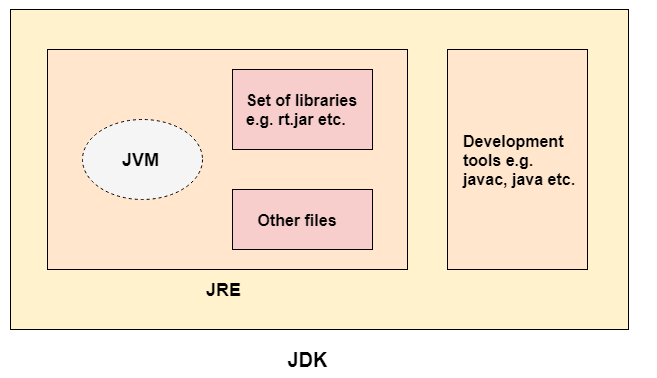 Set of libraries
e.g. rt.jar etc.
JVM
Other files
JRE
Development
tools e.g.
javac, java etc.
JDK